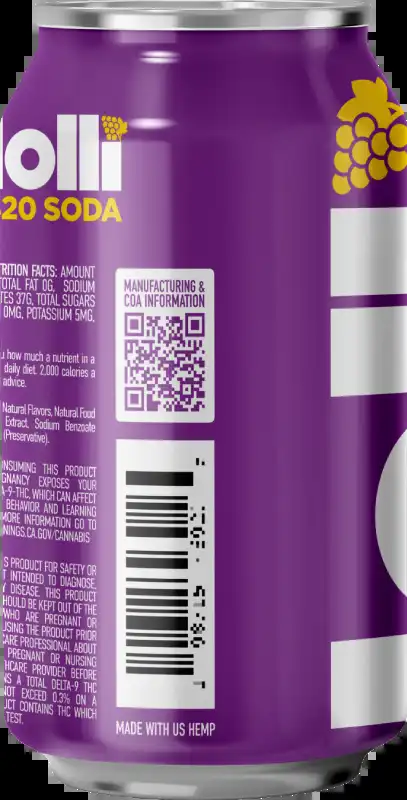 lolli
420 SODA
TRITION FACTS: AMOUNT
TOTAL FAT 0G, SODIUM
TES 37G, TOTAL SUGARS
0MG, POTASSIUM 5MG,
u how much a nutrient in a
daily diet. 2,000 calories a
advice.
Natural Flavors, Natural Food
Extract, Sodium Benzoate
(Preservative).
NSUMING THIS PRODUCT
GNANCY EXPOSES YOUR
A-9-THC, WHICH CAN AFFECT
BEHAVIOR AND LEARNING
MORE INFORMATION GO TO
NINGS.CA.GOV/CANNABIS
S PRODUCT FOR SAFETY OR
T INTENDED TO DIAGNOSE,
Y DISEASE. THIS PRODUCT
HOULD BE KEPT OUT OF THE
WHO ARE PREGNANT OR
USING THE PRODUCT PRIOR
CARE PROFESSIONAL ABOUT
PREGNANT OR NURSING
HCARE PROVIDER BEFORE
NS A TOTAL DELTA-9 THC
NOT EXCEED 0.3% ON A
UCT CONTAINS THC WHICH
TEST.
MANUFACTURING &
COA INFORMATION
MADE WITH US HEMP